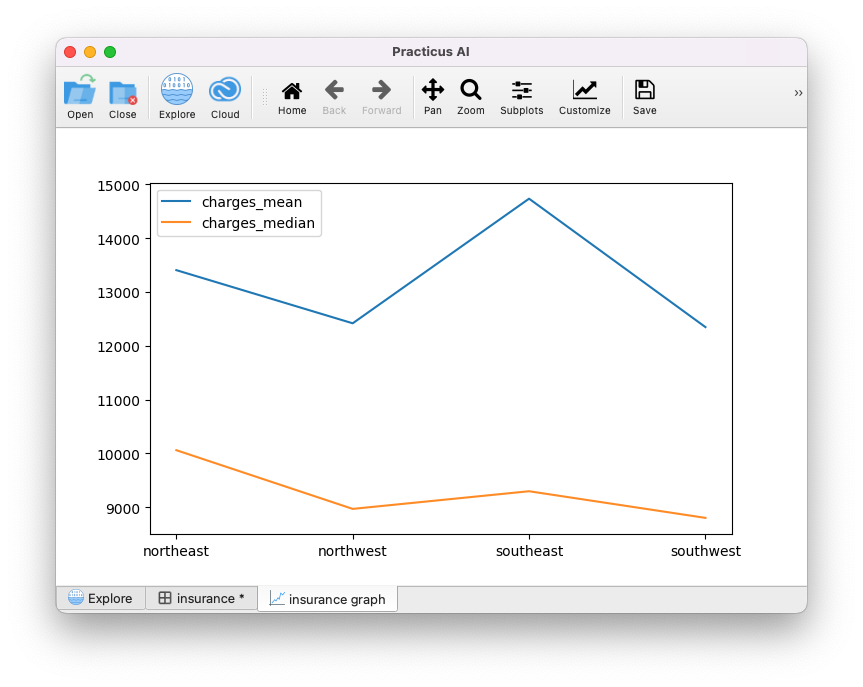 Practicus AI
Open Close Explore Cloud Home Back Forward Pan Zoom Subplots Customize Save ››
charges_mean
charges_median
15000
14000
13000
12000
11000
10000
9000
northeast northwest southeast southwest
Explore insurance * insurance graph